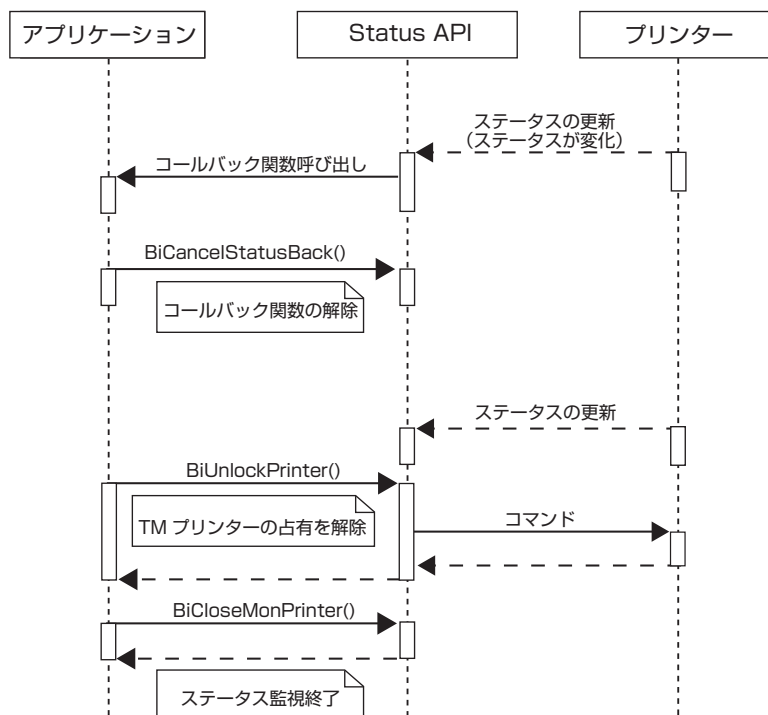 アプリケーション
Status API
プリンター
ステータスの更新
（ステータスが変化）
コールバック関数呼び出し
BiCancelStatusBack()
コールバック関数の解除
ステータスの更新
BiUnlockPrinter()
TM プリンターの占有を解除
コマンド
BiCloseMonPrinter()
ステータス監視終了